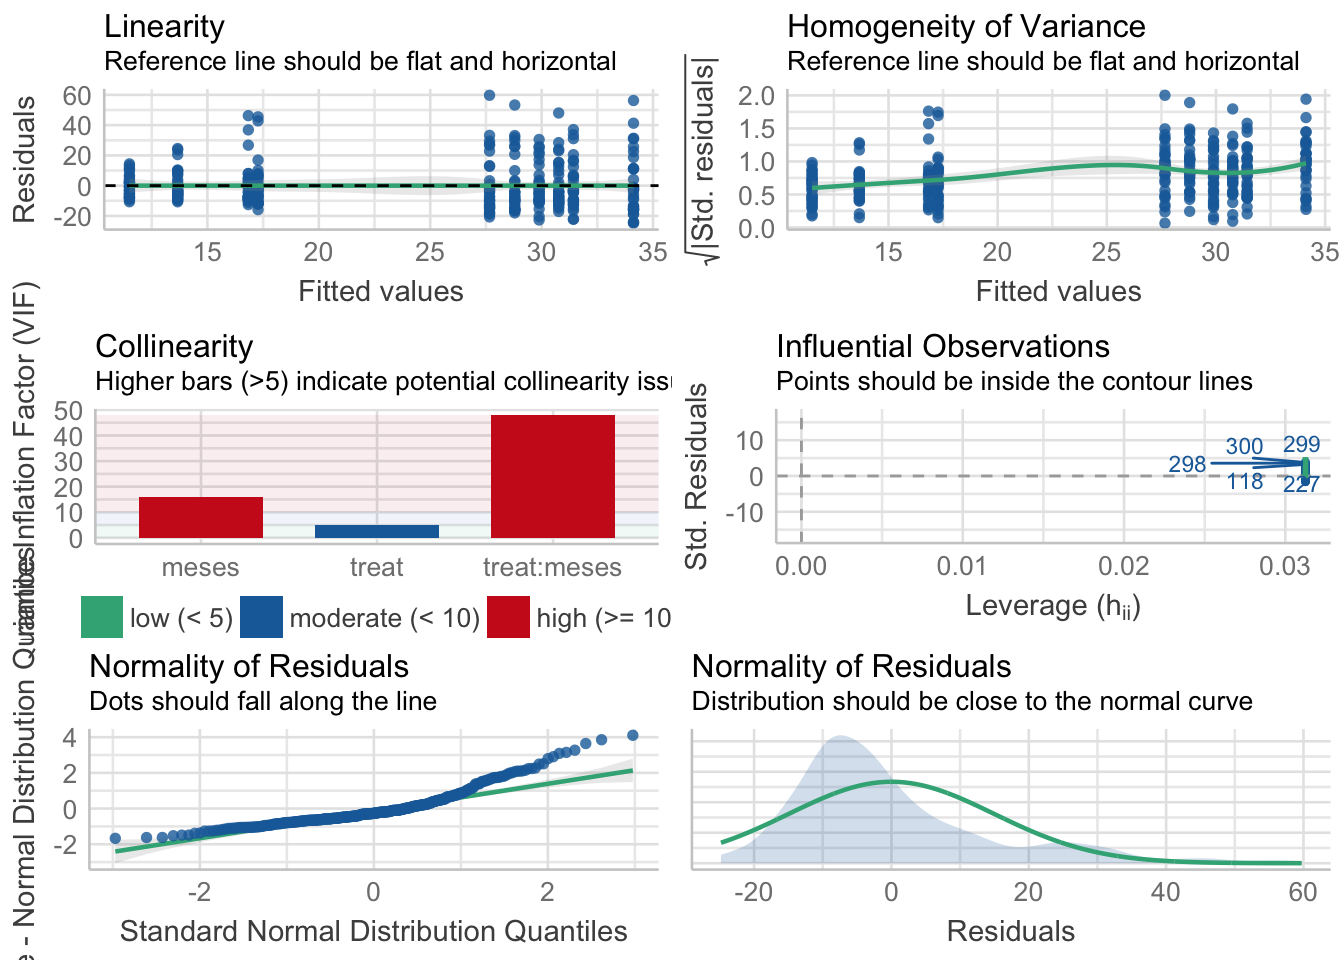 Linearity
Reference line should be flat and horizontal
Residuals
60
40
20
0
-20
15
20
25
30
35
Fitted values
Homogeneity of Variance
Reference line should be flat and horizontal
√|Std. residuals|
2.0
1.5
1.0
0.5
0.0
15
20
25
30
35
Fitted values
Collinearity
Higher bars (>5) indicate potential collinearity issu
Inflation Factor (VIF)
50
40
30
20
10
0
meses
treat
treat:meses
low (< 5)
moderate (< 10)
high (>= 10
Influential Observations
Points should be inside the contour lines
Std. Residuals
10
0
-10
300
299
298
118
227
0.00
0.01
0.02
0.03
Leverage (hᵢᵢ)
Normality of Residuals
Dots should fall along the line
e - Normal Distribution Quantiles
4
2
0
-2
-2
0
2
Standard Normal Distribution Quantiles
Normality of Residuals
Distribution should be close to the normal curve
-20
0
20
40
60
Residuals